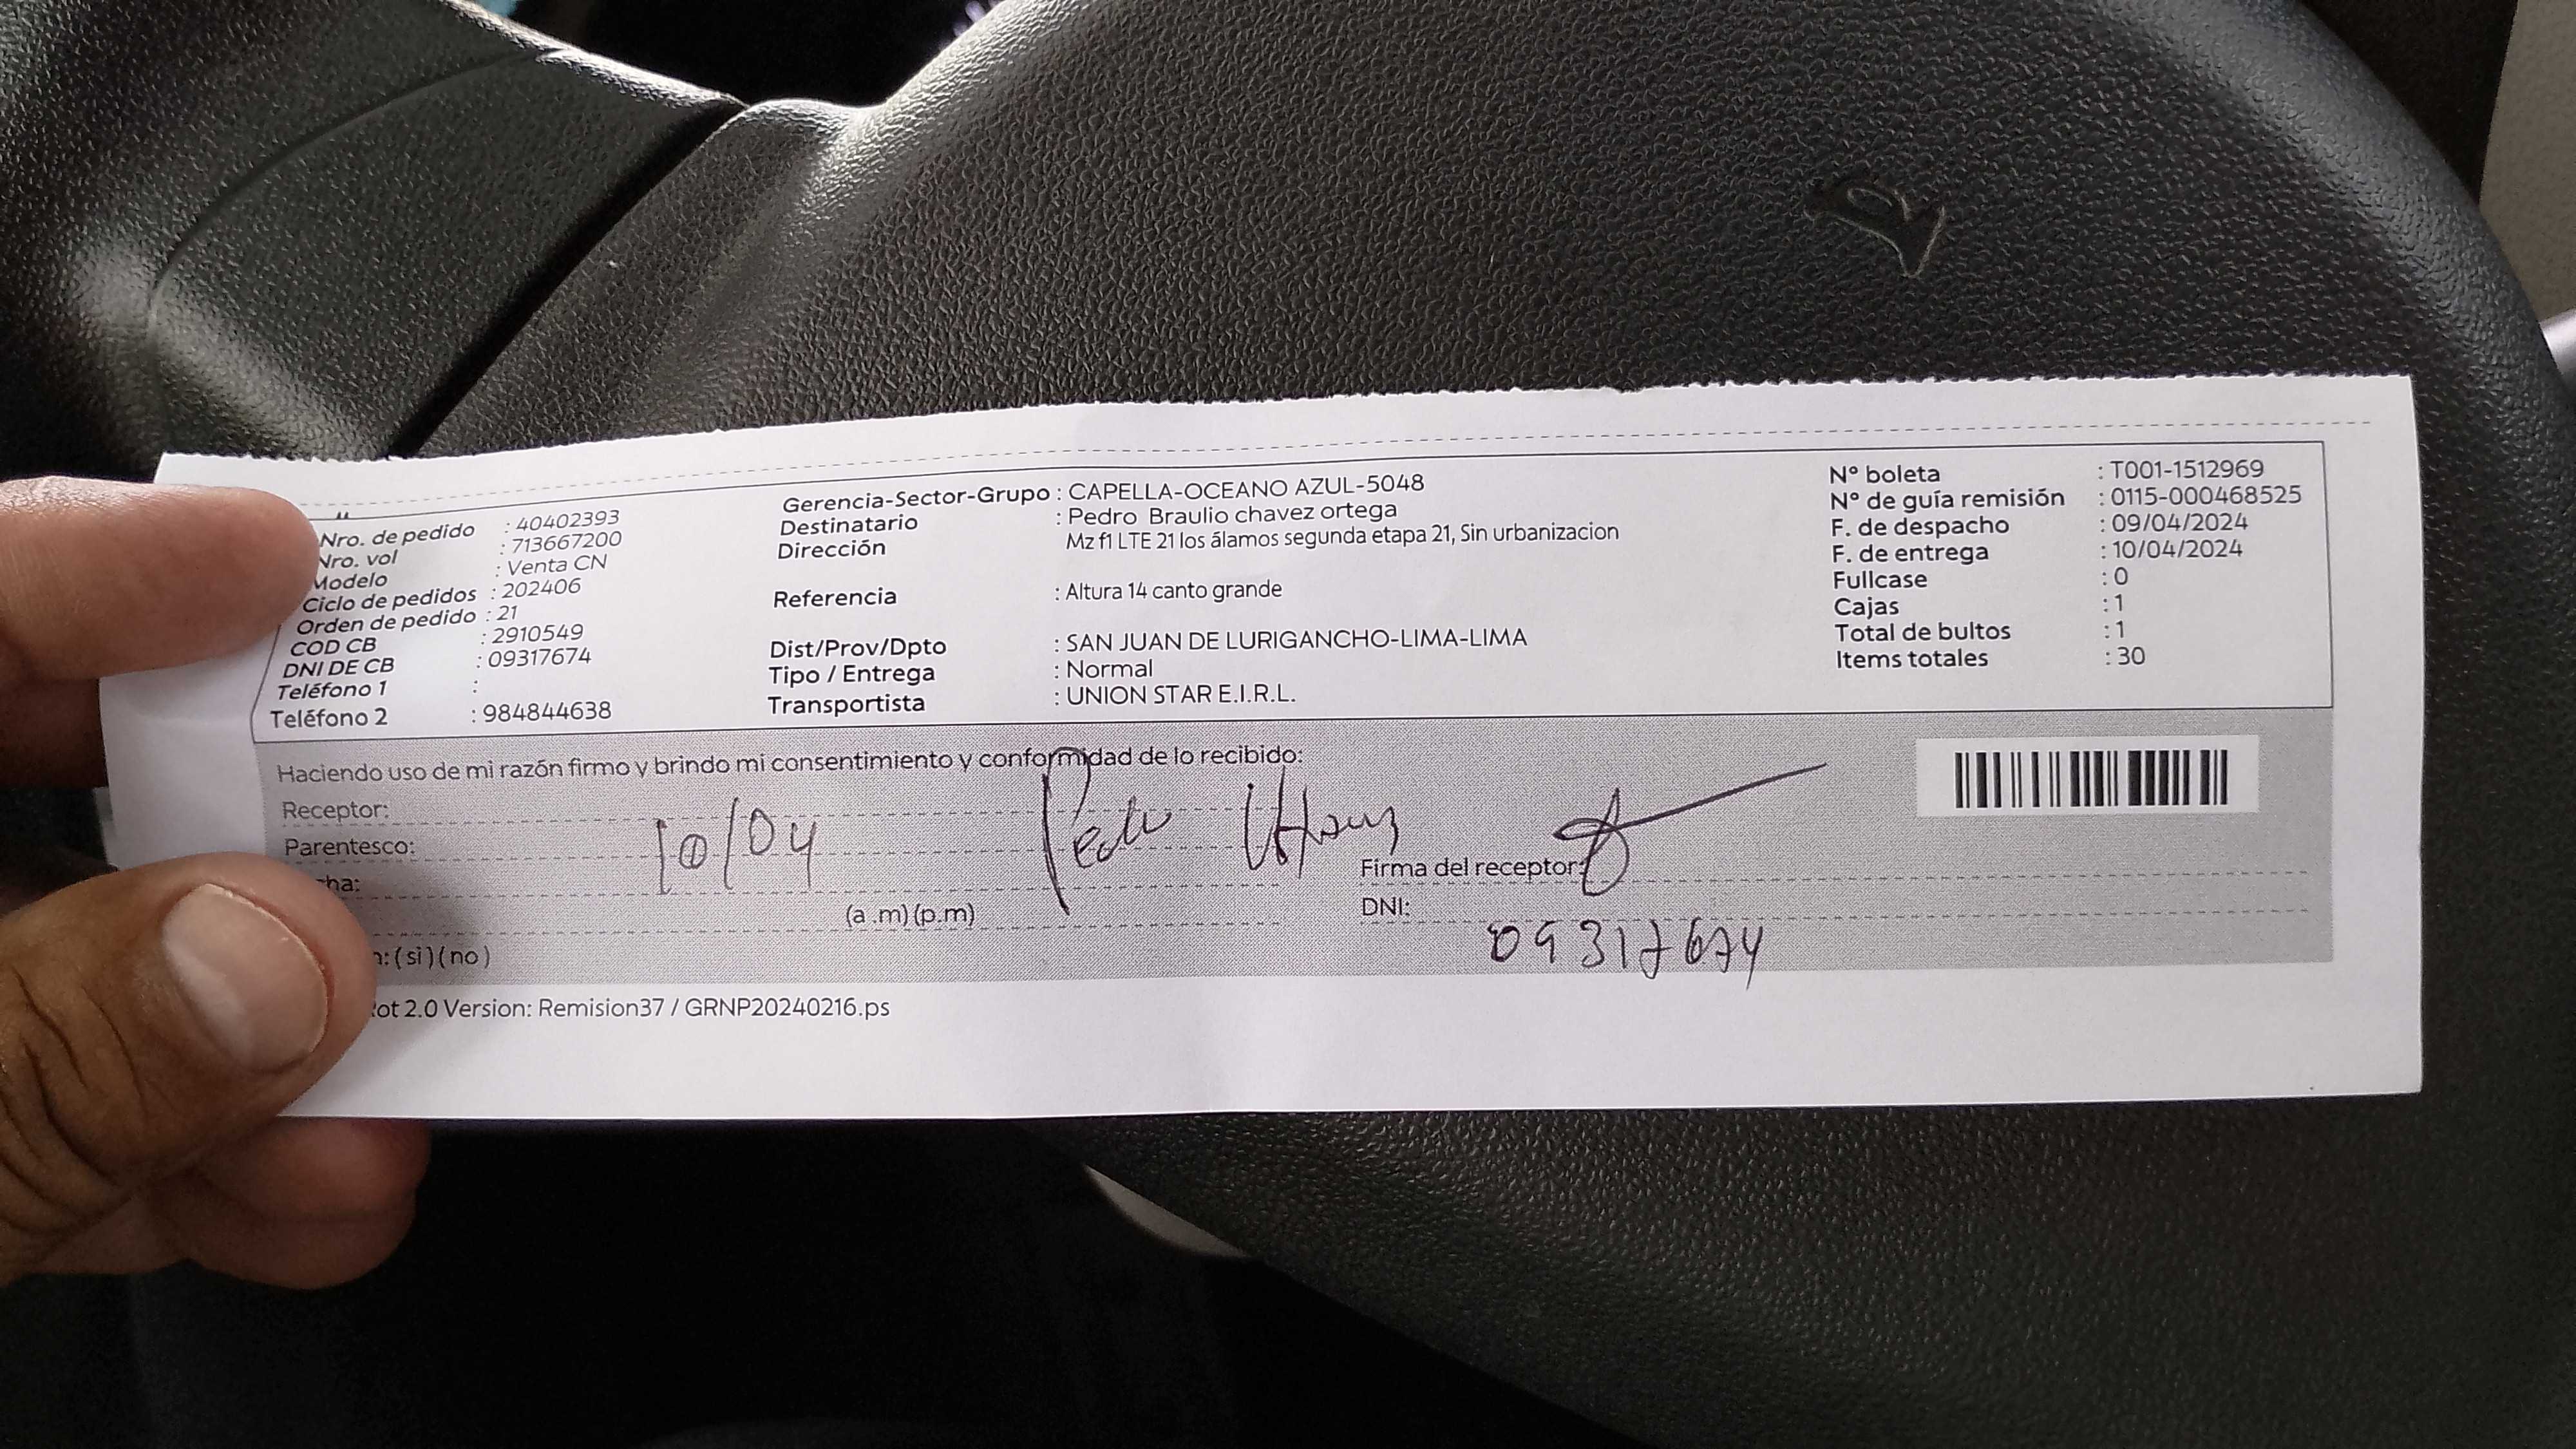 Nro. de pedido : 40402393
Nro. vol : 713667200
Modelo : Venta CN
Ciclo de pedidos : 202406
Orden de pedido : 21
COD CB : 2910549
DNI DE CB : 09317674
Teléfono 1 :
Teléfono 2 : 984844638
Gerencia-Sector-Grupo : CAPELLA-OCEANO AZUL-5048
Destinatario : Pedro Braulio chavez ortega
Dirección Mz f1 LTE 21 los álamos segunda etapa 21, Sin urbanizacion
Referencia : Altura 14 canto grande
Dist/Prov/Dpto : SAN JUAN DE LURIGANCHO-LIMA-LIMA
Tipo / Entrega : Normal
Transportista : UNION STAR E.I.R.L.
Nº boleta : T001-1512969
Nº de guía remisión : 0115-000468525
F. de despacho : 09/04/2024
F. de entrega : 10/04/2024
Fullcase : 0
Cajas : 1
Total de bultos : 1
Items totales : 30
Haciendo uso de mi razón firmo y brindo mi consentimiento y conformidad de lo recibido:
Receptor:
Parentesco:
10/04 Pedro
Firma del receptor:
(a .m) (p.m)
DNI:
09317674
(si) (no)
2.0 Version: Remision37 / GRNP20240216.ps